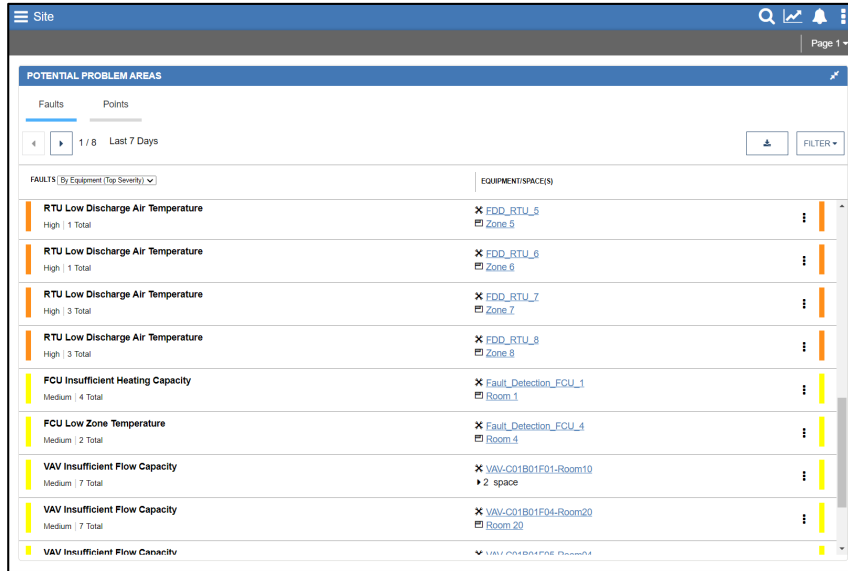 Site
Page 1
POTENTIAL PROBLEM AREAS
Faults Points
1 / 8 Last 7 Days FILTER
FAULTS By Equipment (Top Severity) EQUIPMENT/SPACE(S)
RTU Low Discharge Air Temperature FDD_RTU_5
High | 1 Total Zone 5
RTU Low Discharge Air Temperature FDD_RTU_6
High | 1 Total Zone 6
RTU Low Discharge Air Temperature FDD_RTU_7
High | 3 Total Zone 7
RTU Low Discharge Air Temperature FDD_RTU_8
High | 3 Total Zone 8
FCU Insufficient Heating Capacity Fault_Detection_FCU_1
Medium | 4 Total Room 1
FCU Low Zone Temperature Fault_Detection_FCU_4
Medium | 2 Total Room 4
VAV Insufficient Flow Capacity VAV-C01B01F01-Room10
Medium | 7 Total 2 space
VAV Insufficient Flow Capacity VAV-C01B01F04-Room20
Medium | 7 Total Room 20
VAV Insufficient Flow Capacity